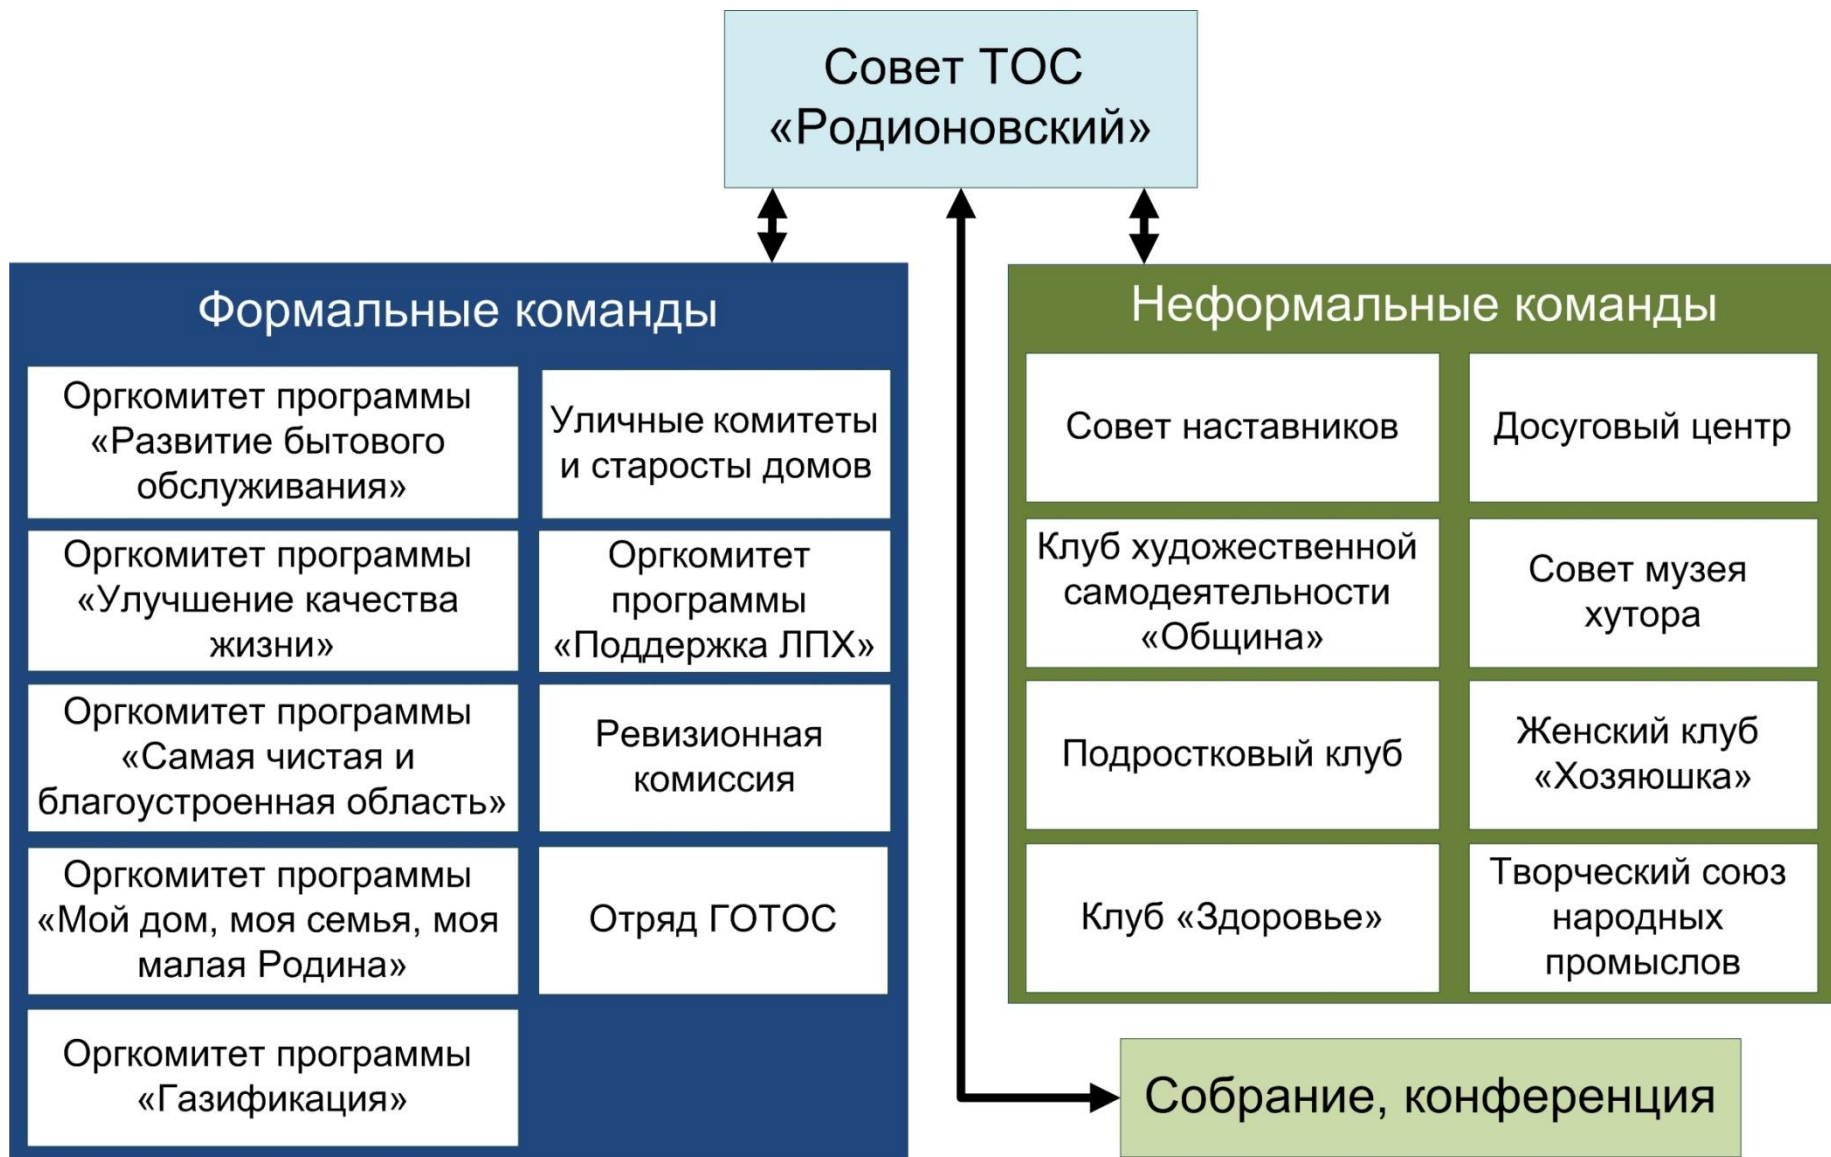 Совет ТОС
«Родионовский»
Формальные команды
Оргкомитет программы
«Развитие бытового
обслуживания»
Уличные комитеты
и старосты домов
Оргкомитет программы
«Улучшение качества
жизни»
Оргкомитет
программы
«Поддержка ЛПХ»
Оргкомитет программы
«Самая чистая и
благоустроенная область»
Ревизионная
комиссия
Оргкомитет программы
«Мой дом, моя семья, моя
малая Родина»
Отряд ГОТОС
Оргкомитет программы
«Газификация»
Неформальные команды
Совет наставников
Досуговый центр
Клуб художественной
самодеятельности
«Община»
Совет музея
хутора
Подростковый клуб
Женский клуб
«Хозяюшка»
Клуб «Здоровье»
Творческий союз
народных
промыслов
Собрание, конференция